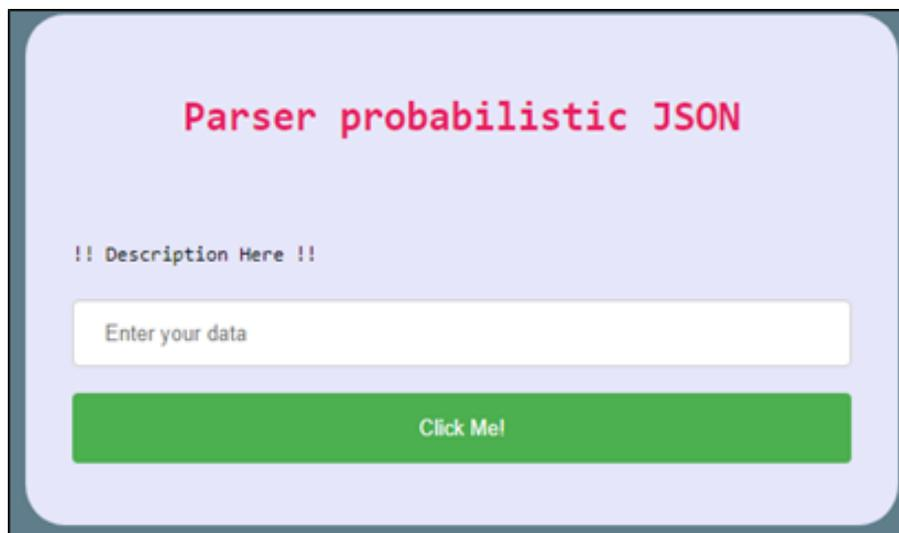 Parser probabilistic JSON
!! Description Here !!
Enter your data
Click Me!